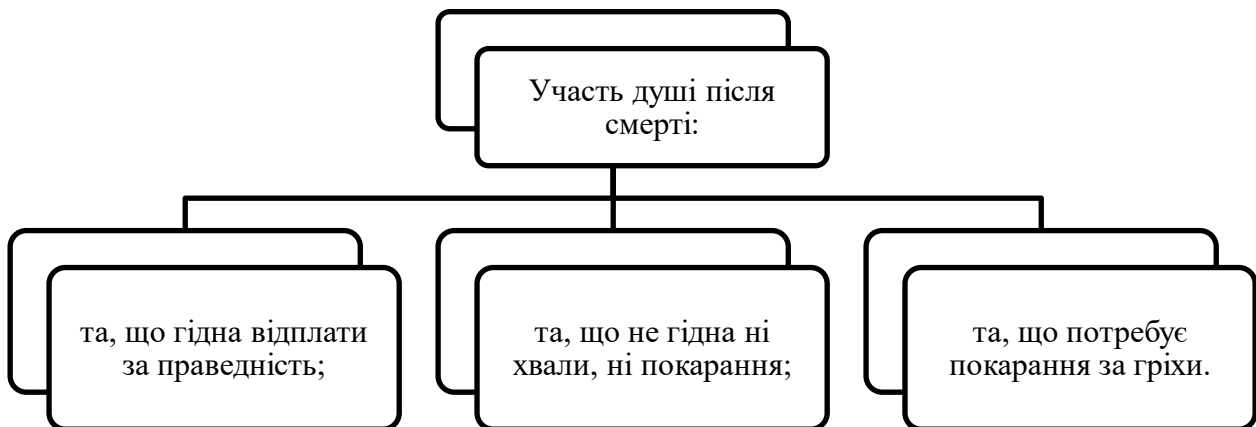 Участь душі після
смерті:
та, що гідна відплати
за праведність;
та, що не гідна ні
хвали, ні покарання;
та, що потребує
покарання за гріхи.